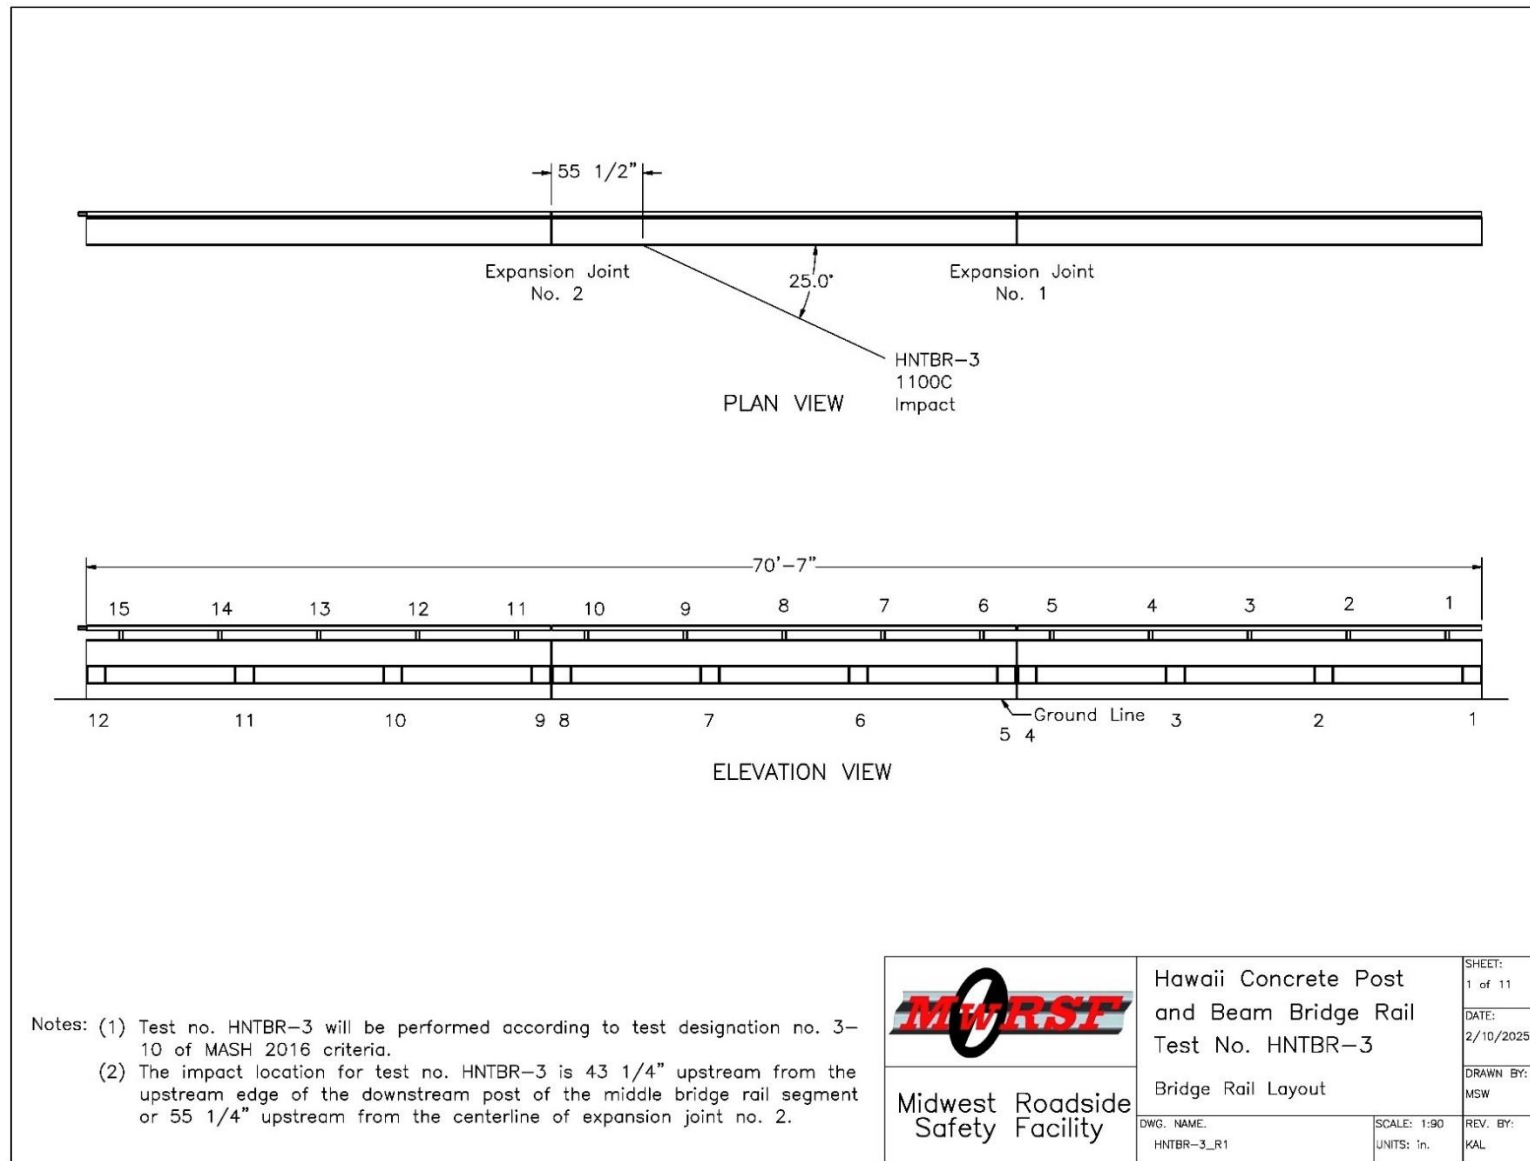 55 1/2"
Expansion Joint
No. 2
Expansion Joint
No. 1
25.0°
HNTBR-3
1100C
Impact
PLAN VIEW
70'-7"
15 14 13 12 11 10 9 8 7 6 5 4 3 2 1
Ground Line
12 11 10 9 8 7 6 5 4 3 2 1
ELEVATION VIEW
Notes: (1) Test no. HNTBR-3 will be performed according to test designation no. 3-
10 of MASH 2016 criteria.
(2) The impact location for test no. HNTBR-3 is 43 1/4" upstream from the
upstream edge of the downstream post of the middle bridge rail segment
or 55 1/4" upstream from the centerline of expansion joint no. 2.
MwRSF
Midwest Roadside
Safety Facility
Hawaii Concrete Post
and Beam Bridge Rail
Test No. HNTBR-3
Bridge Rail Layout
DWG. NAME.
HNTBR-3_R1
SCALE: 1:90
UNITS: in.
SHEET:
1 of 11
DATE:
2/10/2025
DRAWN BY:
MSW
REV. BY:
KAL